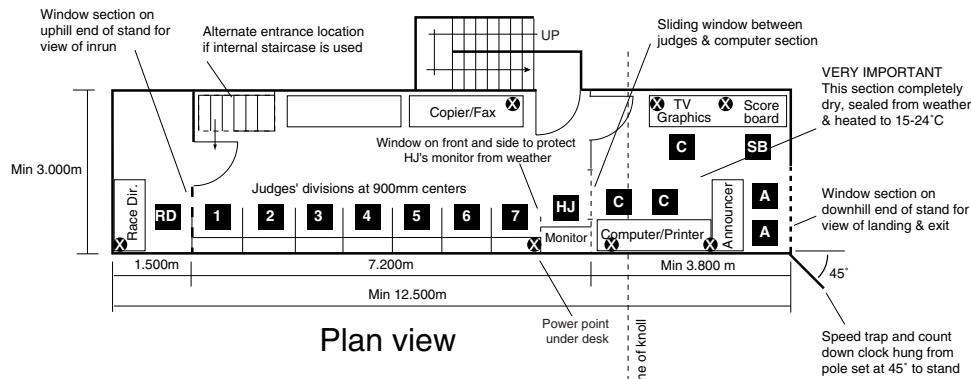 Window section on
uphill end of stand for
view of inrun
Alternate entrance location
if internal staircase is used
UP
Sliding window between
judges & computer section
VERY IMPORTANT
This section completely
dry, sealed from weather
& heated to 15-24˚C
Copier/Fax
TV
Graphics
Score
board
Window on front and side to protect
HJ's monitor from weather
C
SB
Min 3.000m
Judges' divisions at 900mm centers
Race Dir.
RD
1
2
3
4
5
6
7
HJ
C
C
Announcer
A
A
Monitor
Computer/Printer
Window section on
downhill end of stand for
view of landing & exit
1.500m
7.200m
Min 3.800 m
45˚
Min 12.500m
Plan view
Power point
under desk
ne of knoll
Speed trap and count
down clock hung from
pole set at 45˚ to stand